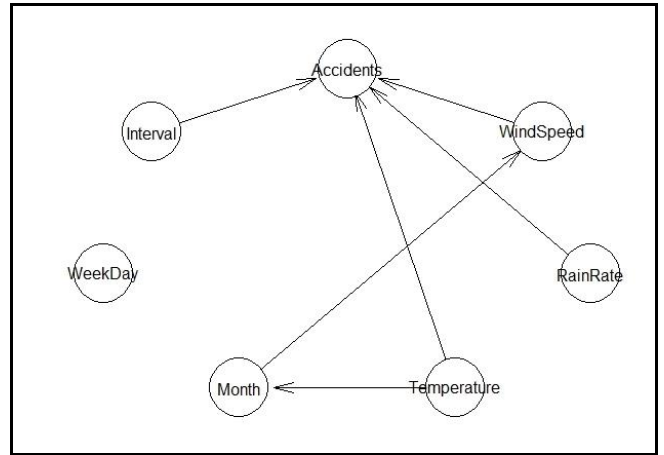 Accidents
Interval
WindSpeed
WeekDay
RainRate
Month
Temperature